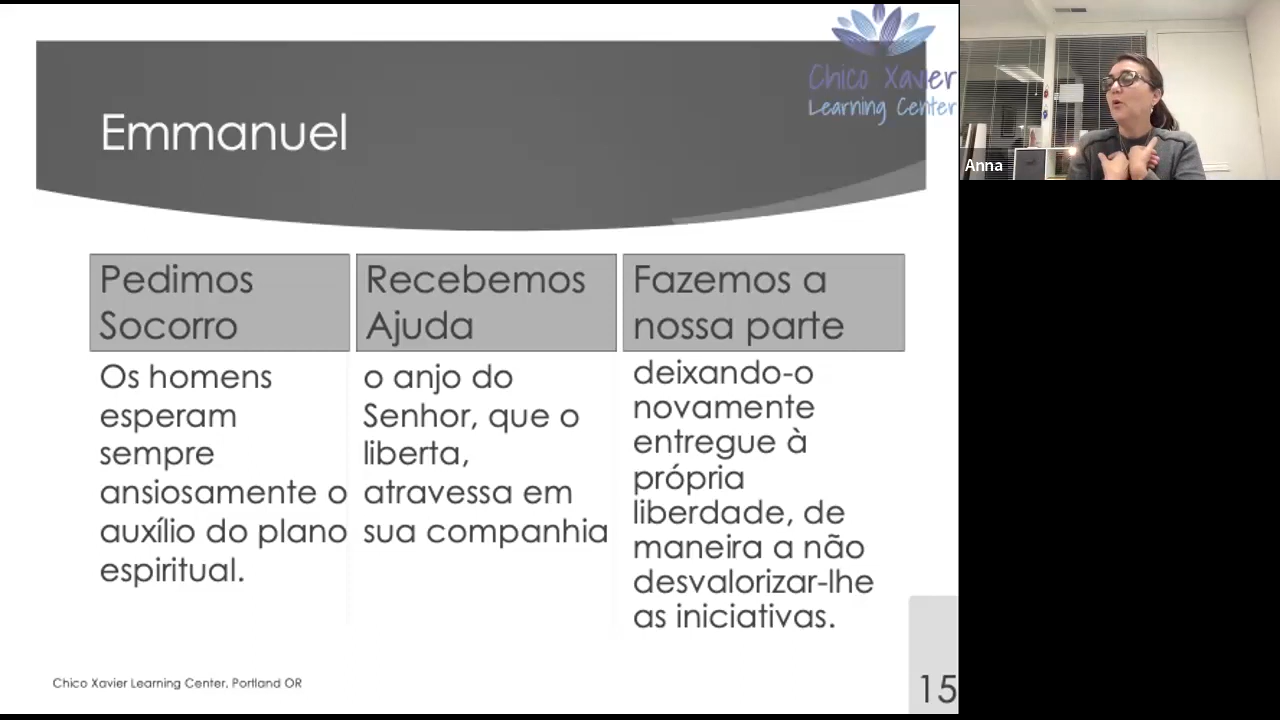 Chico Xavier
Learning Center
Emmanuel
Anna
Pedimos
Socorro
Os homens
esperam
sempre
ansiosamente o
auxílio do plano
espiritual.
Recebemos
Ajuda
o anjo do
Senhor, que o
liberta,
atravessa em
sua companhia
Fazemos a
nossa parte
deixando-o
novamente
entregue à
própria
liberdade, de
maneira a não
desvalorizar-lhe
as iniciativas.
Chico Xavier Learning Center, Portland OR
15